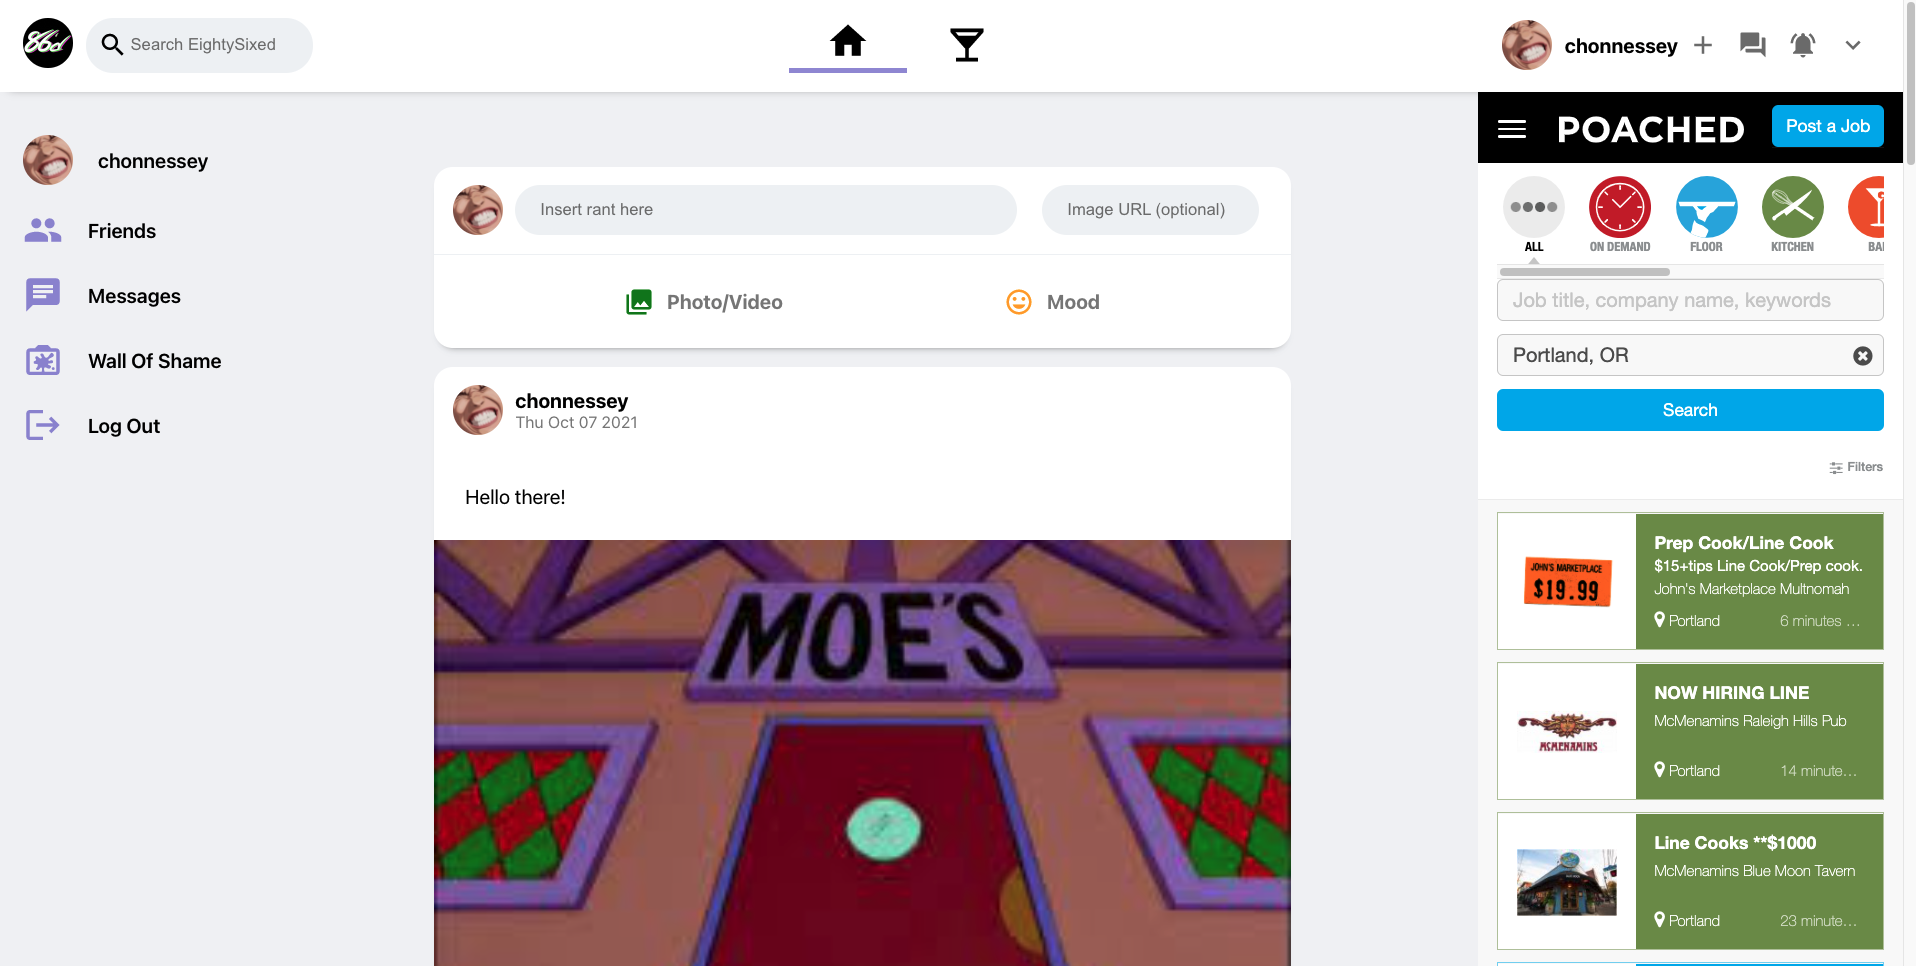 86'd
Search EightySixed
chonnessey
chonnessey
Friends
Messages
Wall Of Shame
Log Out
Insert rant here
Image URL (optional)
Photo/Video
Mood
chonnessey
Thu Oct 07 2021
Hello there!
MOE'S
POACHED
Post a Job
ALL
ON DEMAND
FLOOR
KITCHEN
BA
Job title, company name, keywords
Portland, OR
Search
Filters
JOHN'S MARKETPLACE
$19.99
Prep Cook/Line Cook
$15+tips Line Cook/Prep cook.
John's Marketplace Multnomah
Portland
6 minutes …
MCMENAMINS
NOW HIRING LINE
McMenamins Raleigh Hills Pub
Portland
14 minute…
Line Cooks **$1000
McMenamins Blue Moon Tavern
Portland
23 minute…